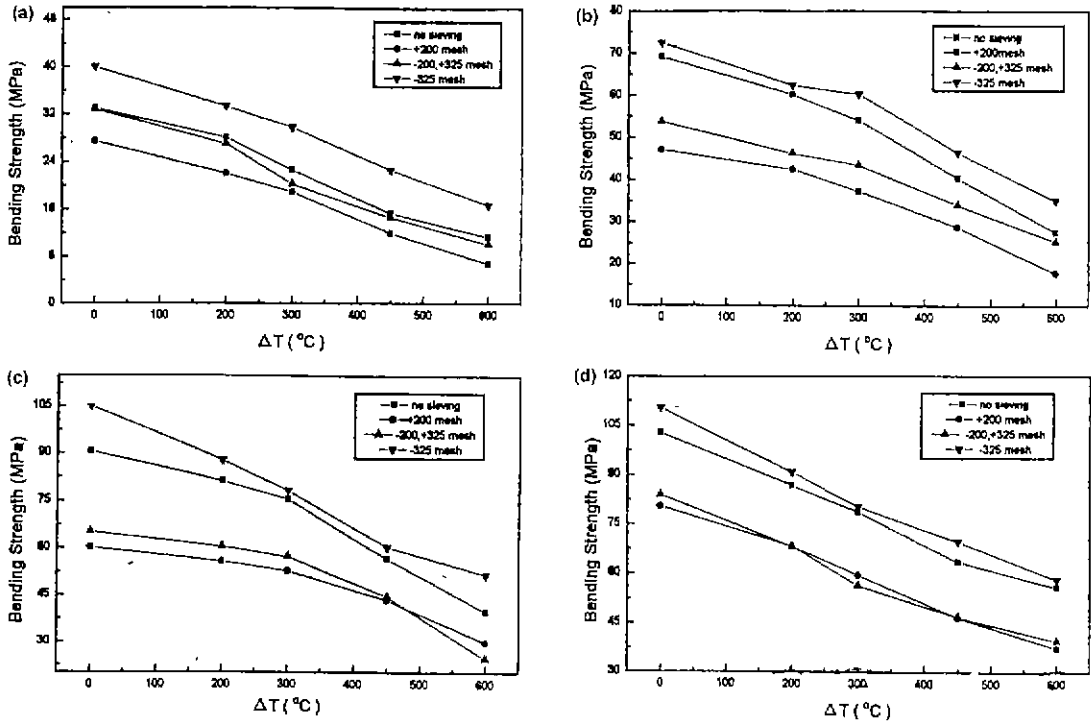 (a)
no sieving
+200 mesh
-200,+325 mesh
-325 mesh
48
40
32
24
16
8
0
Bending Strength (MPa)
0 100 200 300 400 500 600
ΔT ( °C )
(b)
no sieving
+200mesh
-200,+325 mesh
-325 mesh
80
70
60
50
40
30
20
10
Bending Strength (MPa)
0 100 200 300 400 500 600
ΔT ( °C )
(c)
no sieving
+200 mesh
-200,+325 mesh
-325 mesh
105
90
75
60
45
30
Bending Strength (MPa)
0 100 200 300 400 500 600
ΔT ( °C )
(d)
no sieving
+200 mesh
-200,+325 mesh
-325 mesh
120
105
90
75
60
45
30
Bending Strength (MPa)
0 100 200 300 400 500 600
ΔT ( °C )